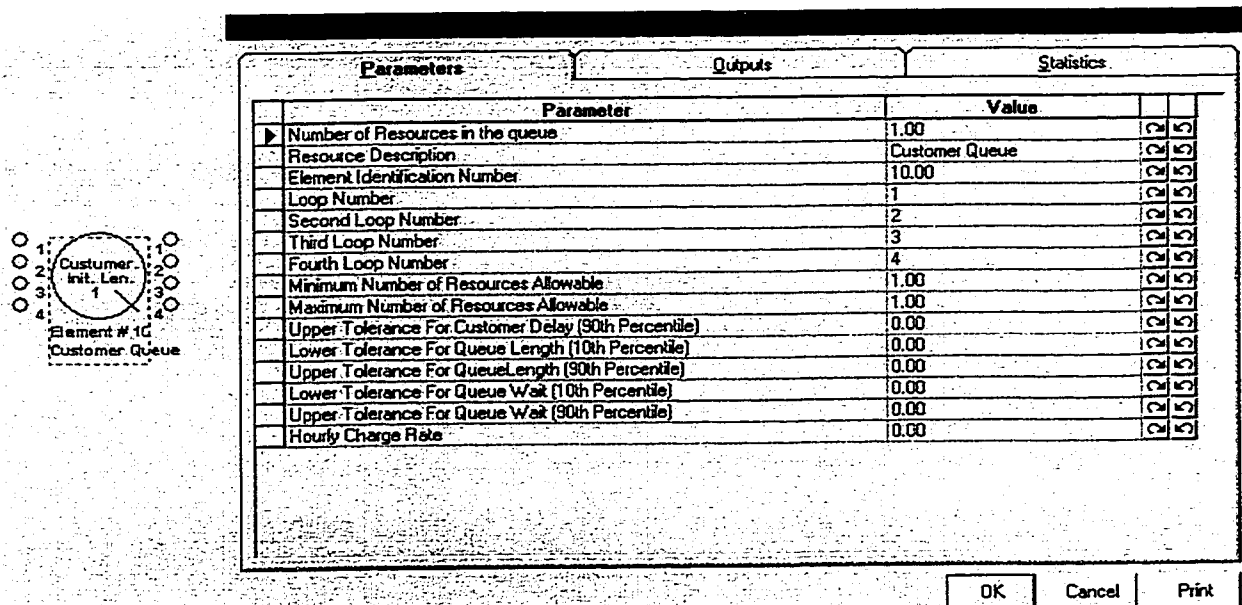 Parameters Outputs Statistics
Parameter Value
Number of Resources in the queue 1.00
Resource Description Customer Queue
Element Identification Number 10.00
Loop Number 1
Second Loop Number 2
Third Loop Number 3
Fourth Loop Number 4
Minimum Number of Resources Allowable 1.00
Maximum Number of Resources Allowable 1.00
Upper Tolerance For Customer Delay (90th Percentile) 0.00
Lower Tolerance For Queue Length (10th Percentile) 0.00
Upper Tolerance For QueueLength (90th Percentile) 0.00
Lower Tolerance For Queue Wait (10th Percentile) 0.00
Upper Tolerance For Queue Wait (90th Percentile) 0.00
Hourly Charge Rate 0.00
1 1
2 Custumer 2
3 Init. Len. 3
4 1 4
Element # 10
Customer Queue
OK Cancel Print